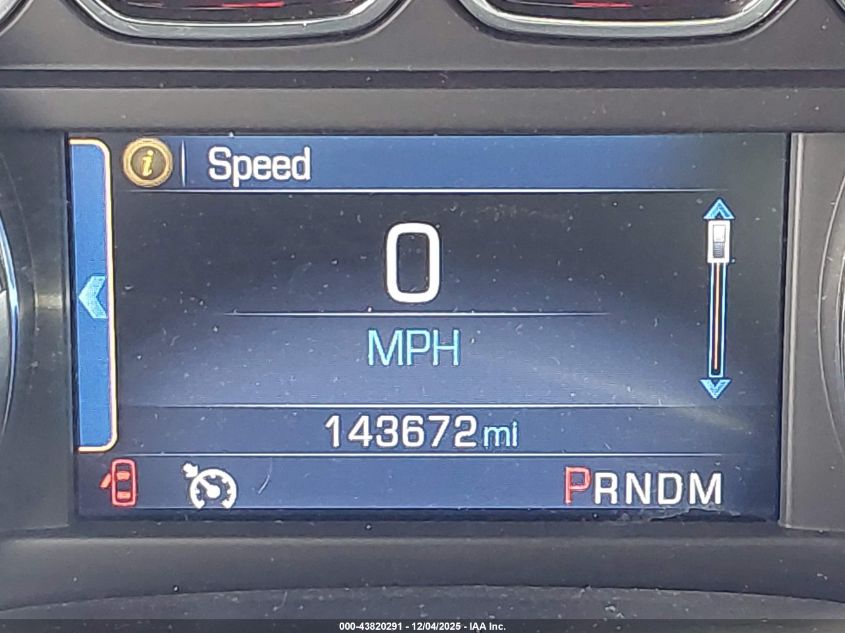 i Speed
0
MPH
143672 mi
PRNDM
000-43820291 - 12/04/2025 - IAA Inc.